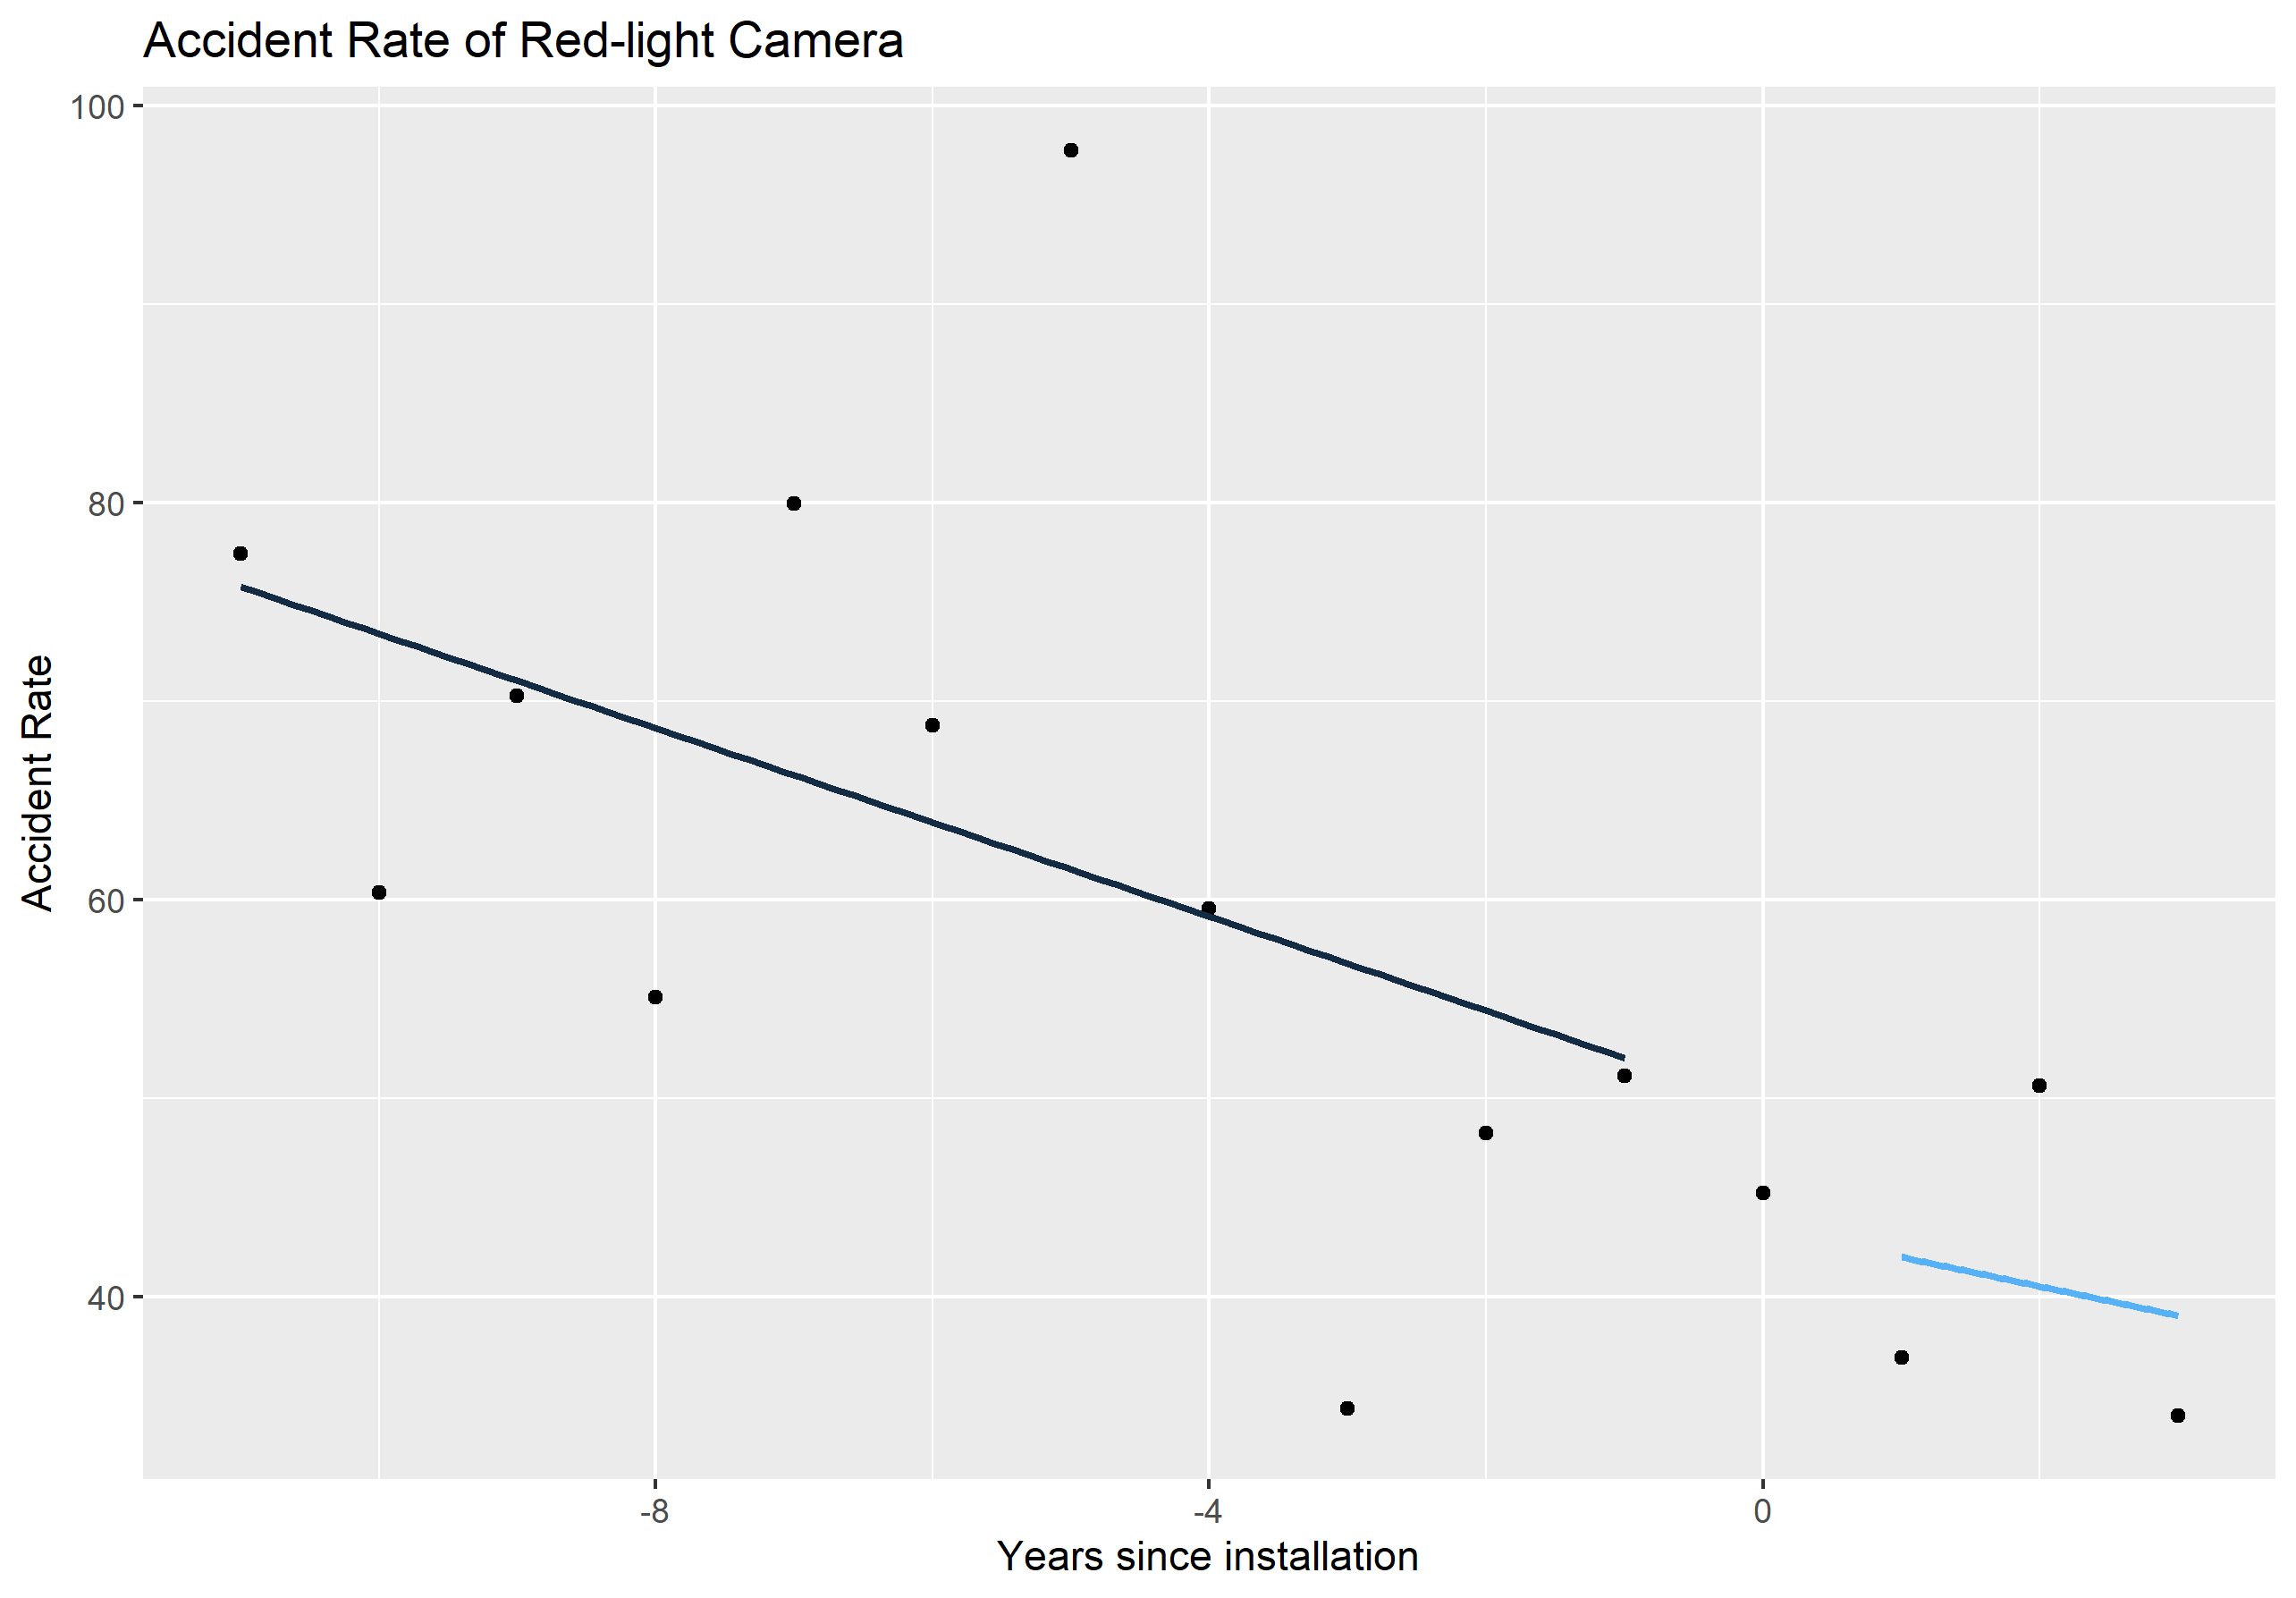 Accident Rate of Red-light Camera
100
80
60
40
Accident Rate
-8
-4
0
Years since installation